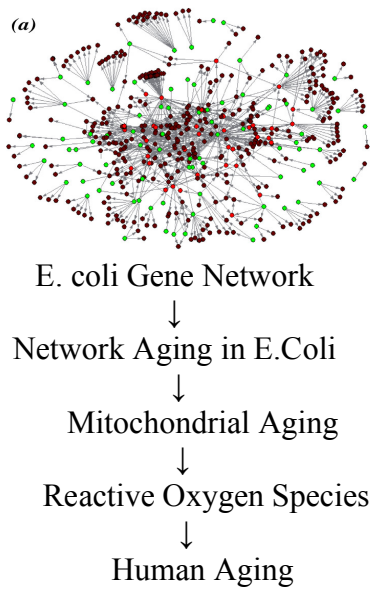 (a)
E. coli Gene Network
↓
Network Aging in E.Coli
↓
Mitochondrial Aging
↓
Reactive Oxygen Species
↓
Human Aging